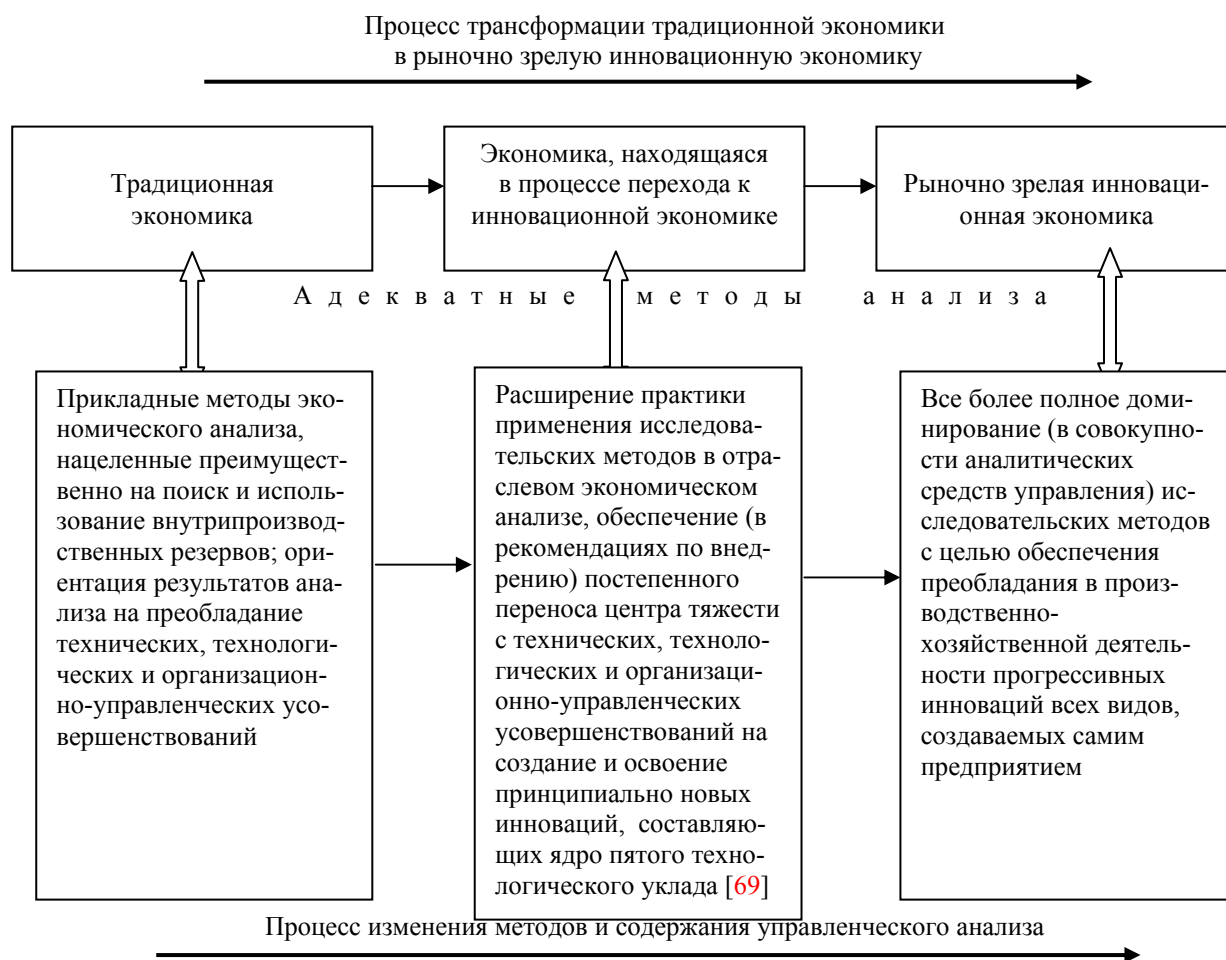 Процесс трансформации традиционной экономики
в рыночно зрелую инновационную экономику
Традиционная
экономика
Экономика, находящаяся
в процессе перехода к
инновационной экономике
Рыночно зрелая инноваци-
онная экономика
А д е к в а т н ы е м е т о д ы а н а л и з а
Прикладные методы эко-
номического анализа,
нацеленные преимущест-
венно на поиск и исполь-
зование внутрипроизвод-
ственных резервов; ори-
ентация результатов ана-
лиза на преобладание
технических, технологи-
ческих и организацион-
но-управленческих усо-
вершенствований
Расширение практики
применения исследова-
тельских методов в отра-
слевом экономическом
анализе, обеспечение (в
рекомендациях по внед-
рению) постепенного
переноса центра тяжести
с технических, техноло-
гических и организаци-
онно-управленческих
усовершенствований на
создание и освоение
принципиально новых
инноваций, составляю-
щих ядро пятого техно-
логического уклада [69]
Все более полное доми-
нирование (в совокупно-
сти аналитических
средств управления) ис-
следовательских методов
с целью обеспечения
преобладания в произ-
водственно-
хозяйственной деятель-
ности прогрессивных
инноваций всех видов,
создаваемых самим
предприятием
Процесс изменения методов и содержания управленческого анализа